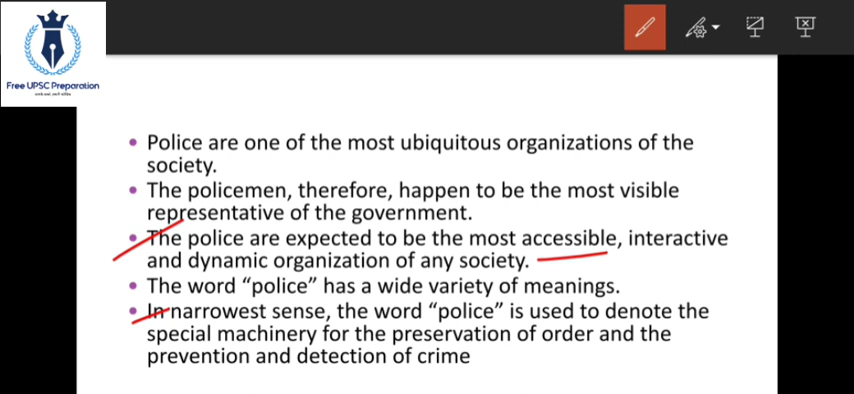 Free UPSC Preparation
• Police are one of the most ubiquitous organizations of the
society.
• The policemen, therefore, happen to be the most visible
representative of the government.
• The police are expected to be the most accessible, interactive
and dynamic organization of any society.
• The word “police” has a wide variety of meanings.
• In narrowest sense, the word “police” is used to denote the
special machinery for the preservation of order and the
prevention and detection of crime